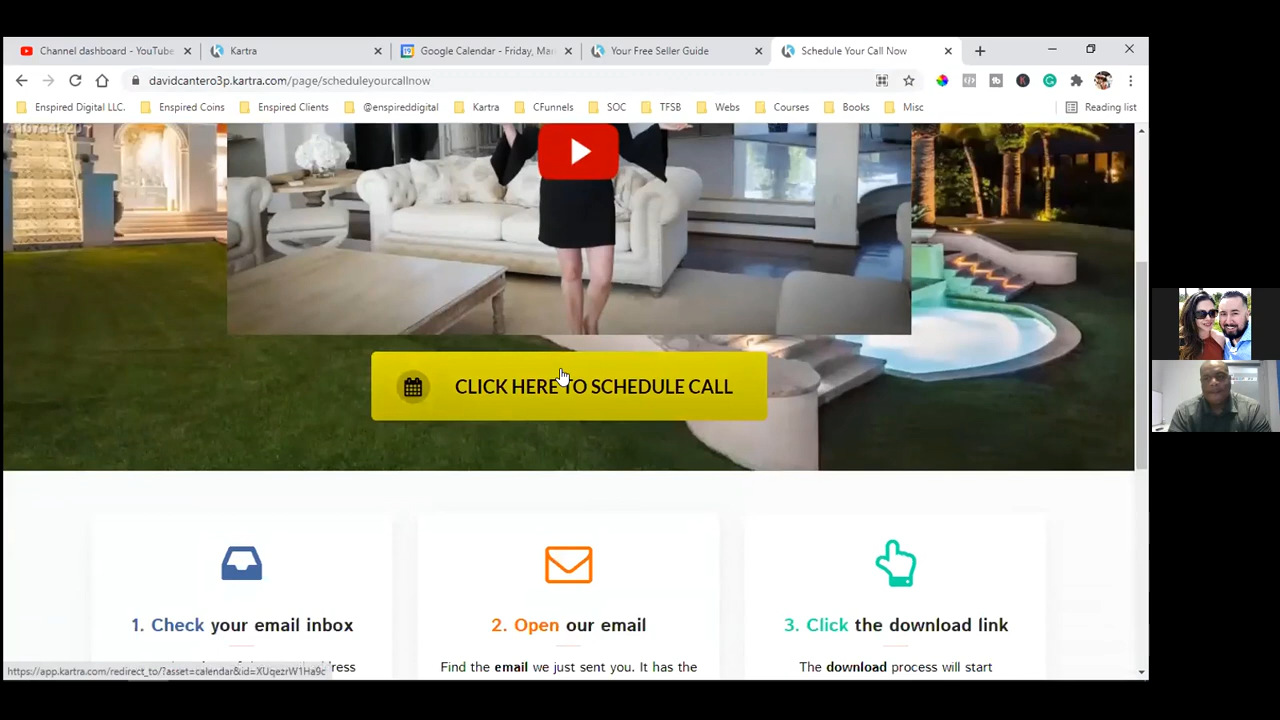 Channel dashboard - YouTube
Kartra
Google Calendar - Friday, Mar
Your Free Seller Guide
Schedule Your Call Now
davidcantero3p.kartra.com/page/scheduleyourcallnow
Enspired Digital LLC.
Enspired Coins
Enspired Clients
@enspireddigital
Kartra
CFunnels
SOC
TFSB
Webs
Courses
Books
Misc
Reading list
CLICK HERE TO SCHEDULE CALL
1. Check your email inbox
2. Open our email
3. Click the download link
Find the email we just sent you. It has the
The download process will start
https://app.kartra.com/redirect_to/?asset=calendar&id=XUqezrW1Ha9c